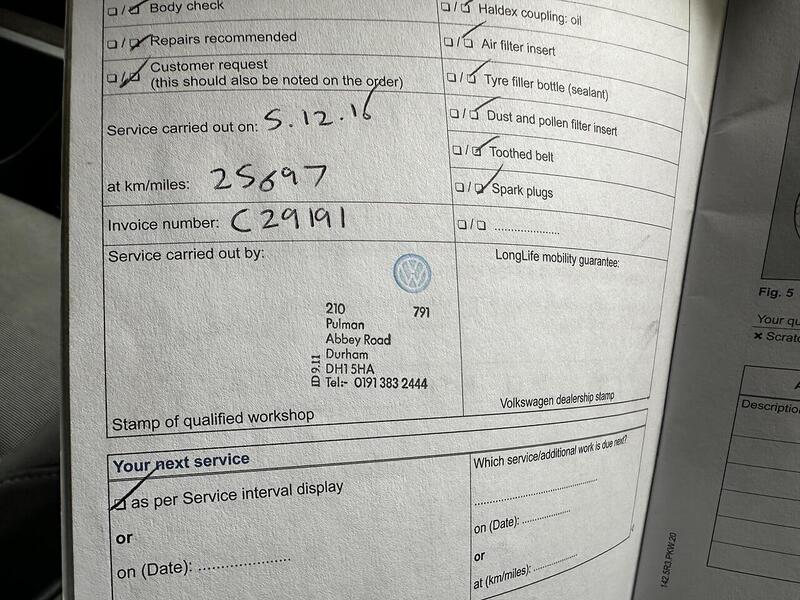 Body check
Repairs recommended
Customer request
(this should also be noted on the order)
Service carried out on: 5.12.16
at km/miles: 25697
Invoice number: C29191
Haldex coupling: oil
Air filter insert
Tyre filler bottle (sealant)
Dust and pollen filter insert
Toothed belt
Spark plugs
Service carried out by:
210 791
Pulman
Abbey Road
Durham
DH1 5HA
Tel:- 0191 383 2444
ID 9.11
Stamp of qualified workshop
LongLife mobility guarantee:
Volkswagen dealership stamp
Your next service
as per Service interval display
or
on (Date): ....................
Which service/additional work is due next?
..............................
on (Date): ............
or
at (km/miles): ...........
142.5R3.PKW.20
Fig. 5
Your
Scratc
Descriptio